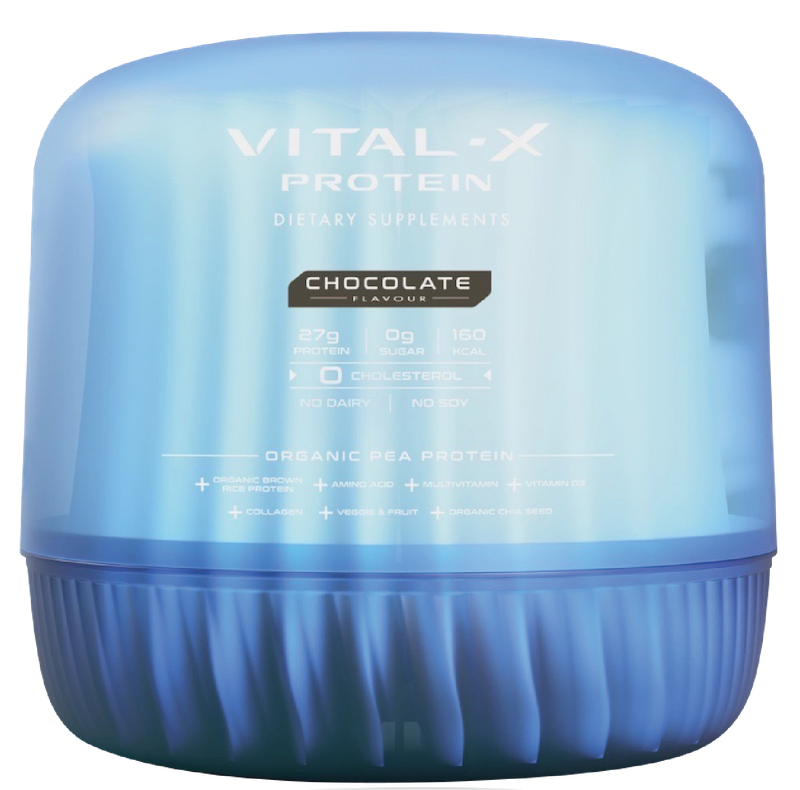 VITAL-X
PROTEIN
DIETARY SUPPLEMENTS
CHOCOLATE
FLAVOUR
27g 0g 160
PROTEIN SUGAR KCAL
0 CHOLESTEROL
NO DAIRY NO SOY
ORGANIC PEA PROTEIN
+ ORGANIC BROWN RICE PROTEIN + AMINO ACID + MULTIVITAMIN + VITAMIN D3
+ COLLAGEN + VEGGIE & FRUIT + ORGANIC CHIA SEED